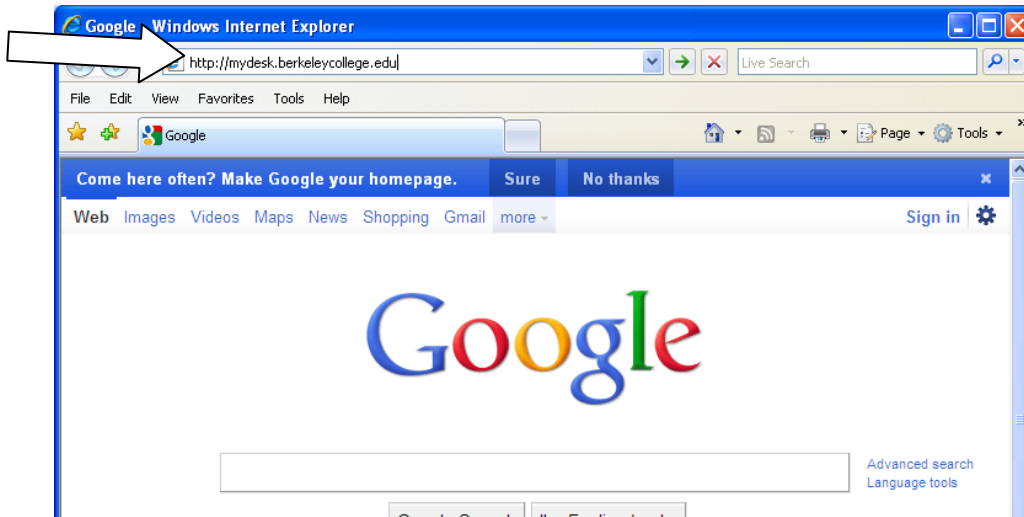 Google - Windows Internet Explorer
http://mydesk.berkeleycollege.edu
Live Search
File Edit View Favorites Tools Help
Google
Page Tools
Come here often? Make Google your homepage. Sure No thanks
Web Images Videos Maps News Shopping Gmail more
Sign in
Google
Advanced search
Language tools